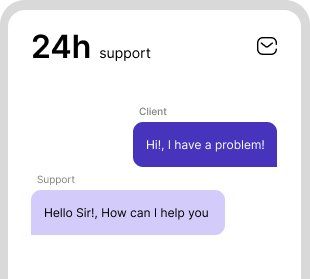 24h support
Client
Hi!, I have a problem!
Support
Hello Sir!, How can I help you